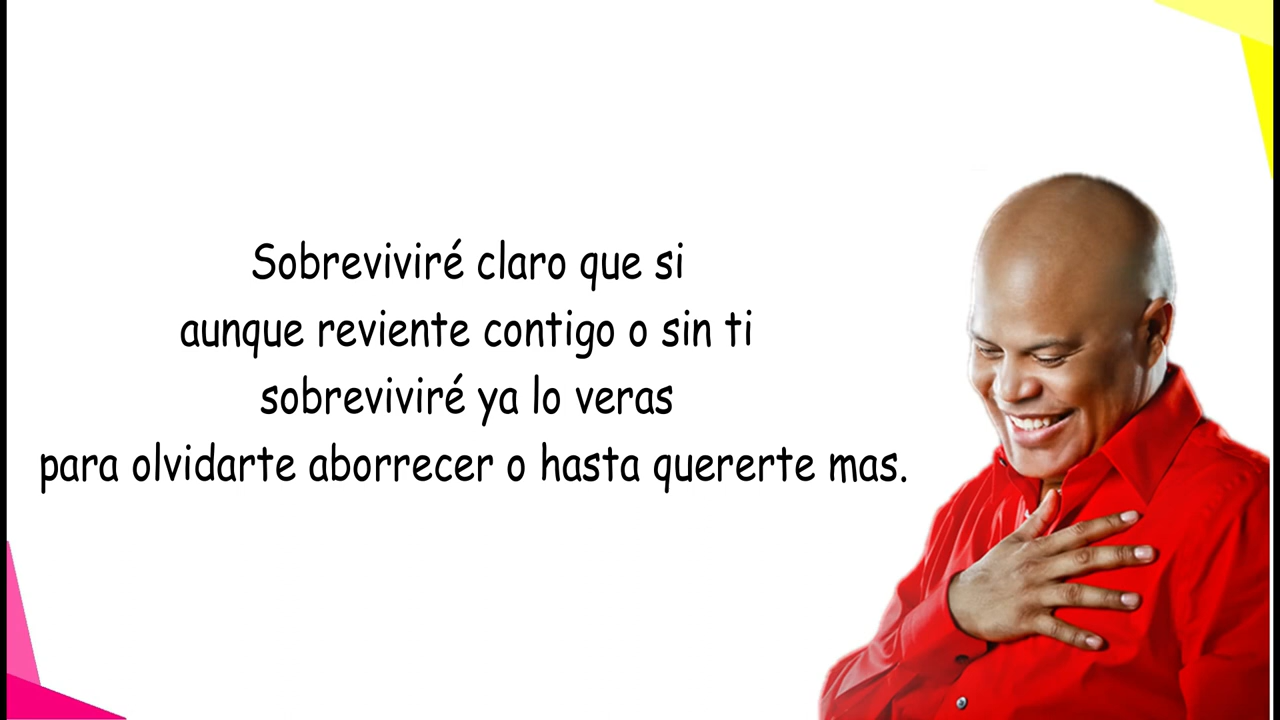 Sobreviviré claro que si
aunque reviente contigo o sin ti
sobreviviré ya lo veras
para olvidarte aborrecer o hasta quererte mas.